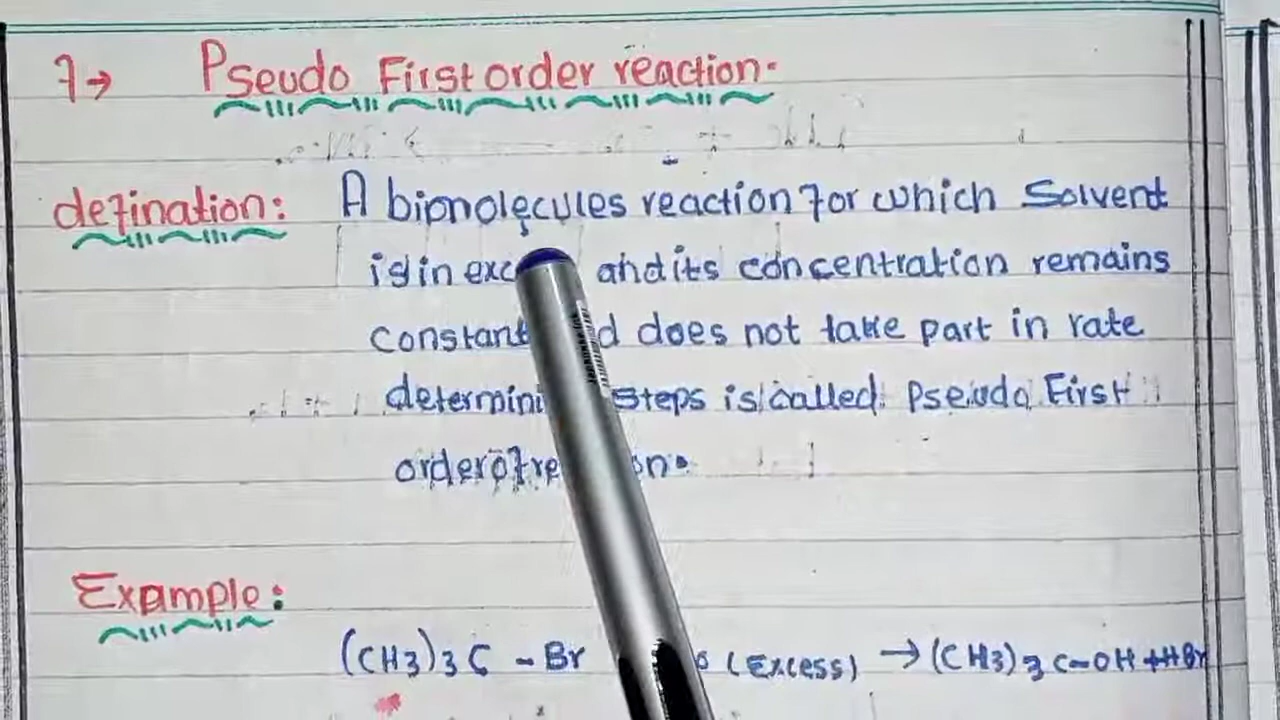 7→ Pseudo First order reaction.
defination: A bimolecules reaction for which Solvent
is in exc and its concentration remains
constant d does not take part in rate
determini steps is called Pseudo First
order of re on.
Example:
(CH3)3 C - Br (Excess) → (CH3)3 C-OH + HBr